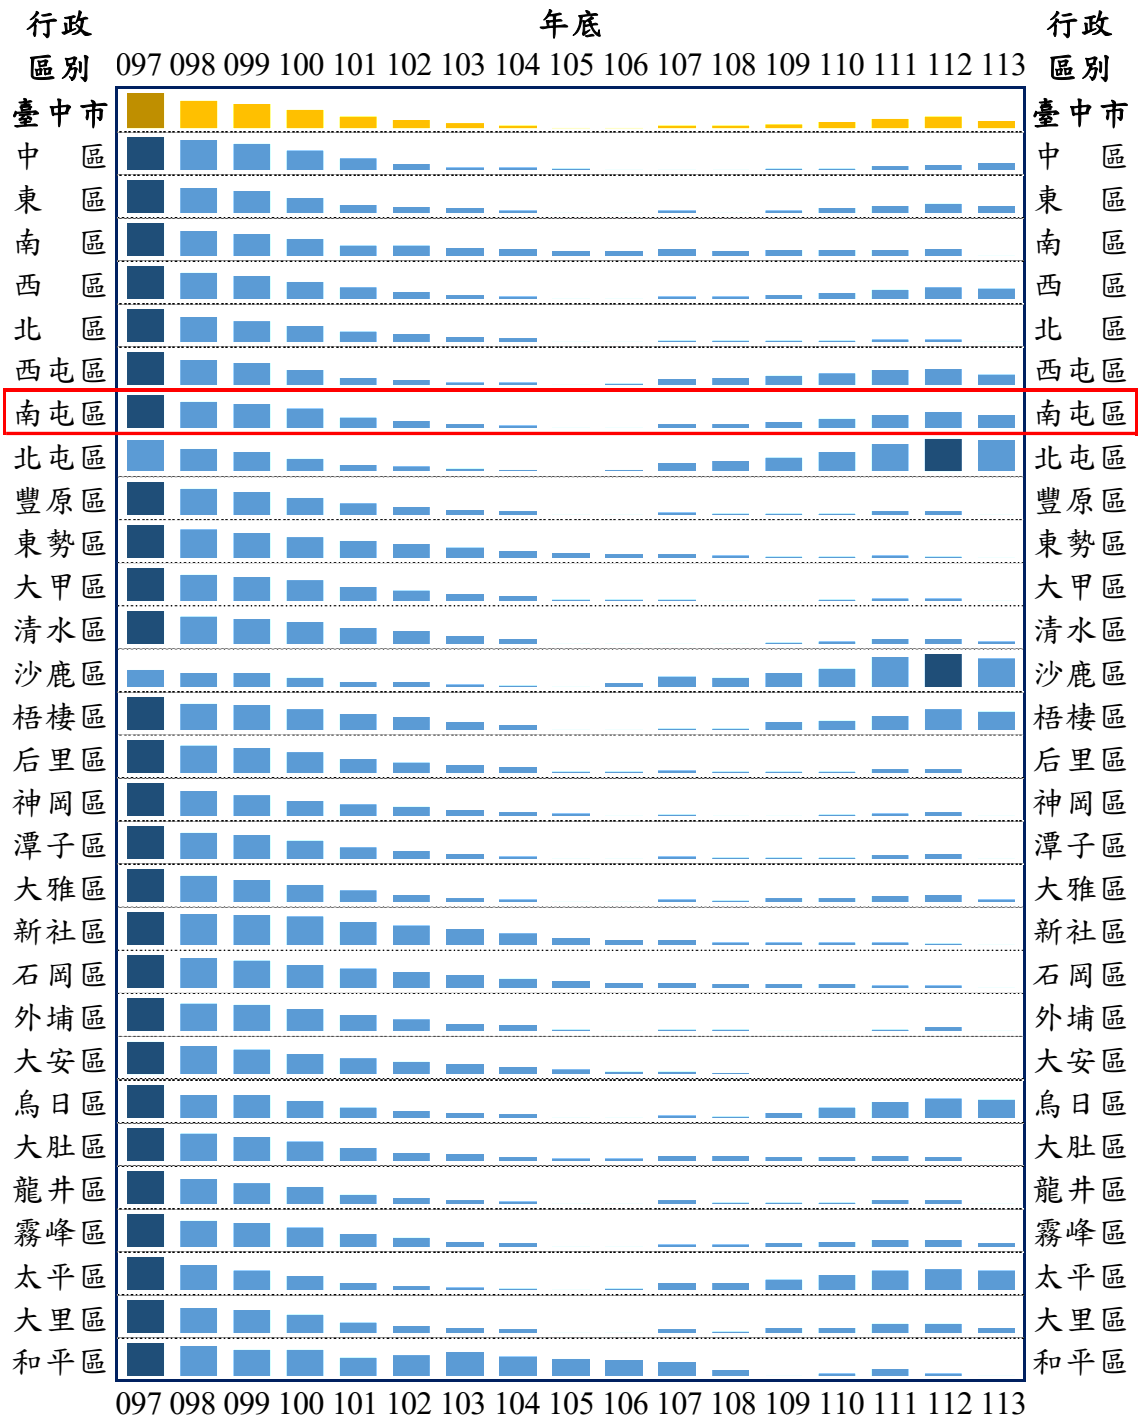 行政 年底 行政
區別 097 098 099 100 101 102 103 104 105 106 107 108 109 110 111 112 113 區別
臺中市 臺中市
中 區 中 區
東 區 東 區
南 區 南 區
西 區 西 區
北 區 北 區
西屯區 西屯區
南屯區 南屯區
北屯區 北屯區
豐原區 豐原區
東勢區 東勢區
大甲區 大甲區
清水區 清水區
沙鹿區 沙鹿區
梧棲區 梧棲區
后里區 后里區
神岡區 神岡區
潭子區 潭子區
大雅區 大雅區
新社區 新社區
石岡區 石岡區
外埔區 外埔區
大安區 大安區
烏日區 烏日區
大肚區 大肚區
龍井區 龍井區
霧峰區 霧峰區
太平區 太平區
大里區 大里區
和平區 和平區
097 098 099 100 101 102 103 104 105 106 107 108 109 110 111 112 113